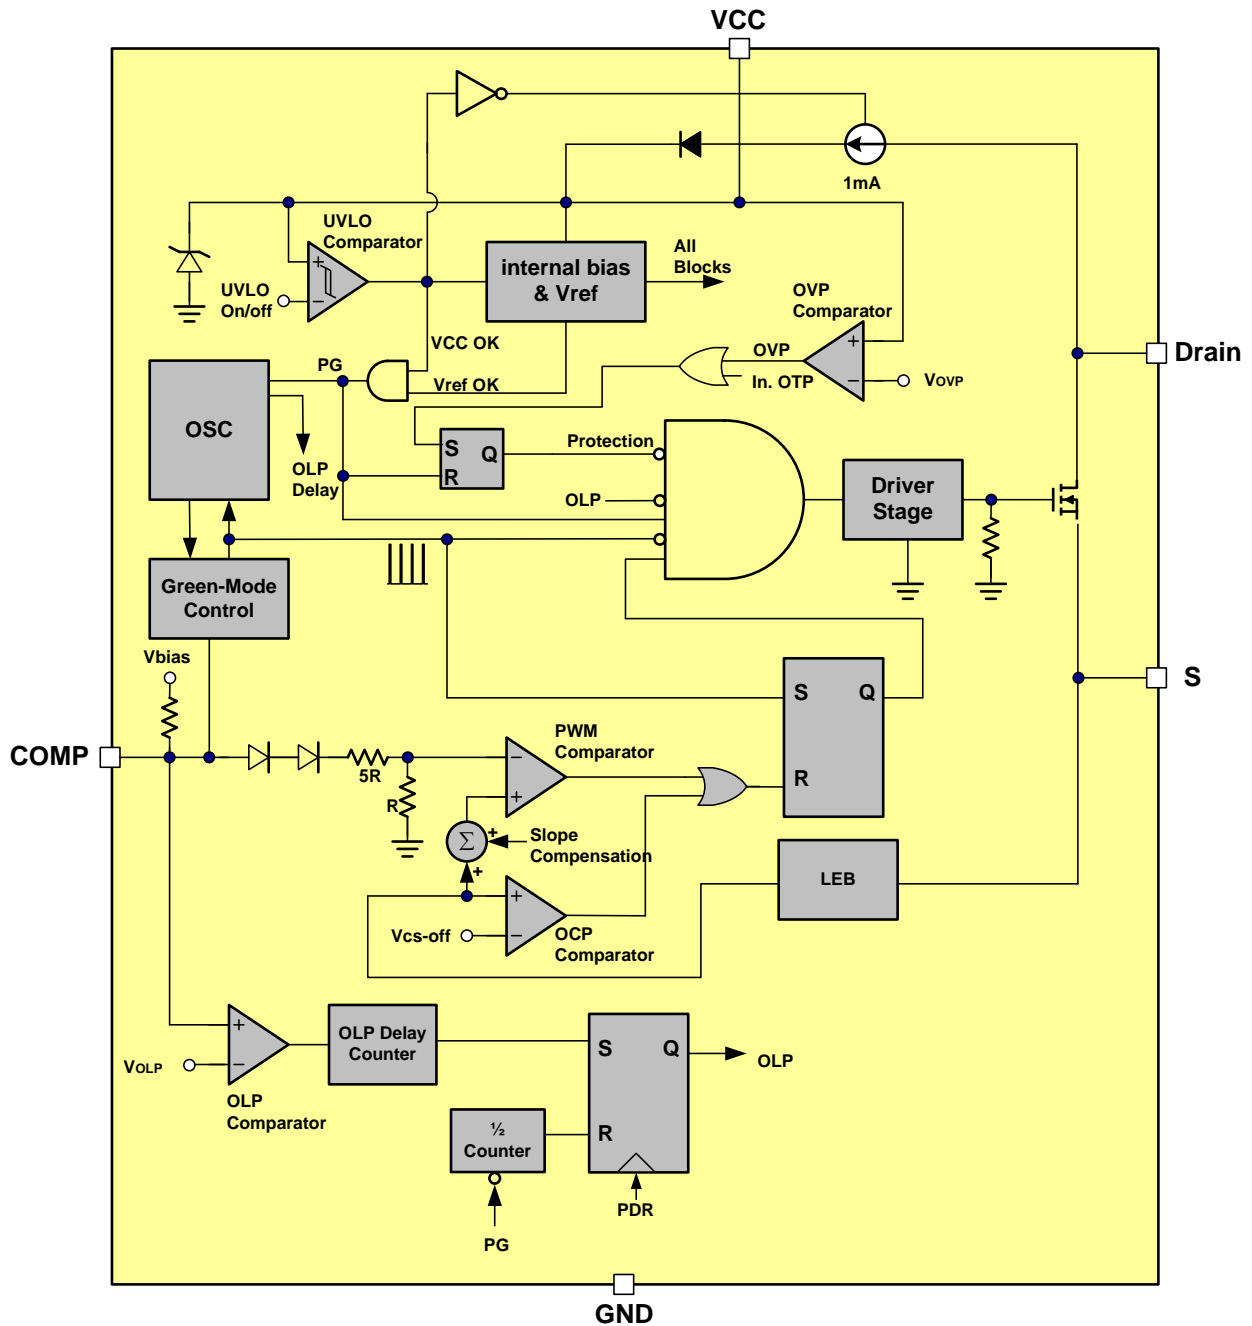 VCC
1mA
UVLO
Comparator
+
−
UVLO
On/off
internal bias
& Vref
All
Blocks
OVP
Comparator
+
−
VOVP
VCC OK
PG
Vref OK
OVP
In. OTP
Drain
OSC
OLP
Delay
S
Q
R
Protection
OLP
Driver
Stage
Green-Mode
Control
Vbias
S
Q
R
S
COMP
5R
R
PWM
Comparator
−
+
Σ
+
+
Slope
Compensation
LEB
Vcs-off
+
−
OCP
Comparator
VOLP
+
−
OLP
Comparator
OLP Delay
Counter
S
Q
R
OLP
½
Counter
PDR
PG
GND